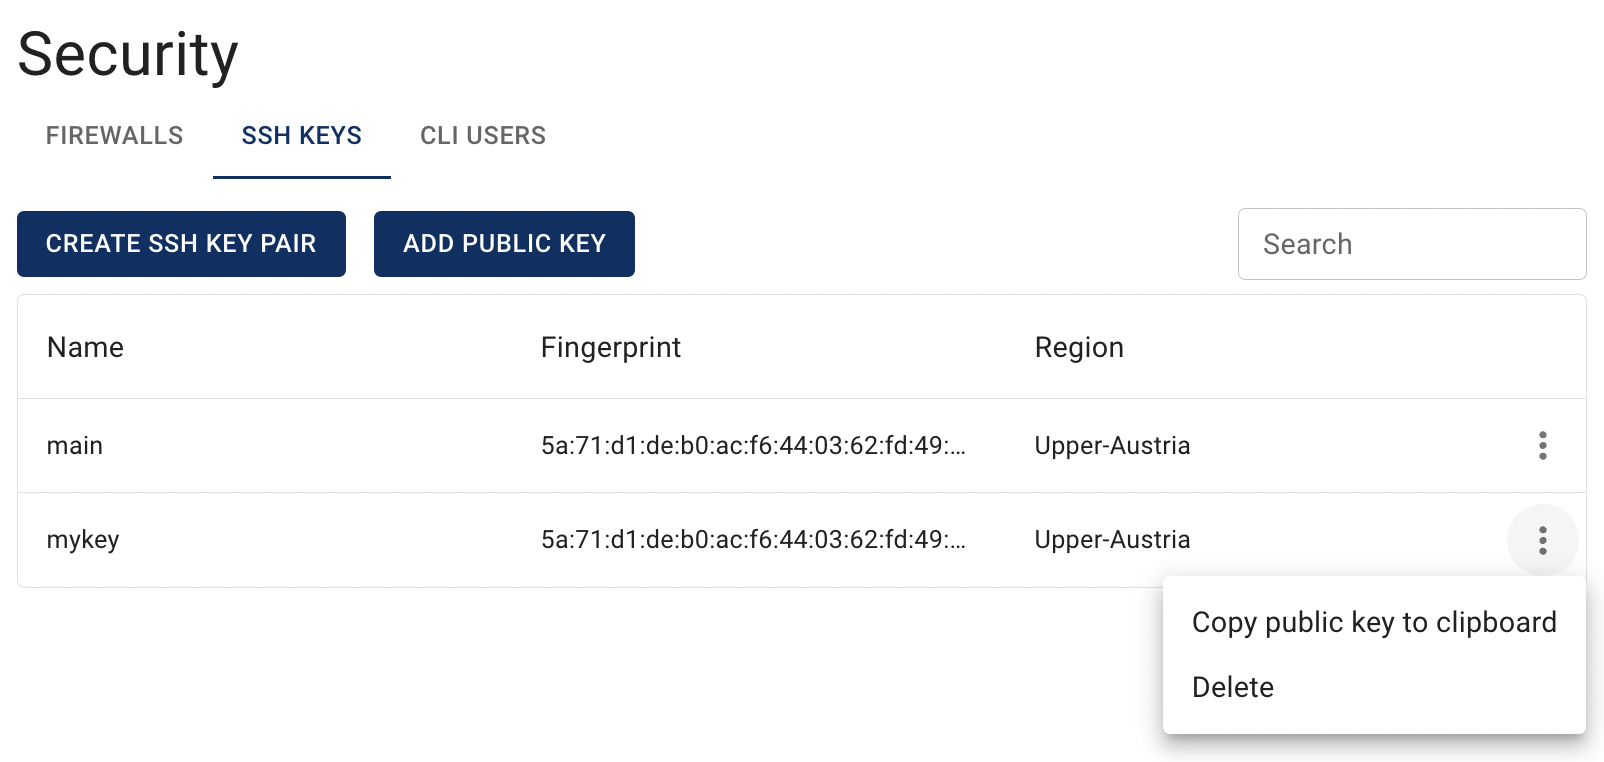 Security
FIREWALLS SSH KEYS CLI USERS
CREATE SSH KEY PAIR ADD PUBLIC KEY Search
Name Fingerprint Region
main 5a:71:d1:de:b0:ac:f6:44:03:62:fd:49:... Upper-Austria
mykey 5a:71:d1:de:b0:ac:f6:44:03:62:fd:49:... Upper-Austria
Copy public key to clipboard
Delete